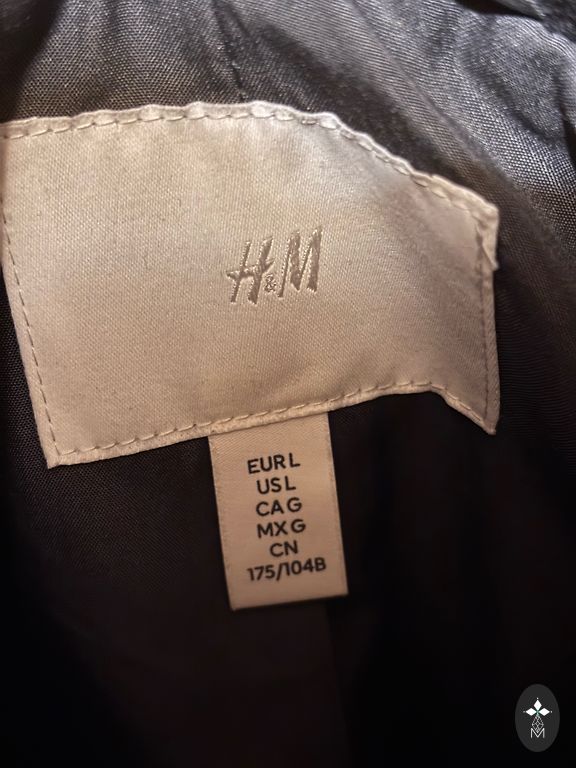 H&M
EUR L
US L
CA G
MX G
CN
175/104B
M